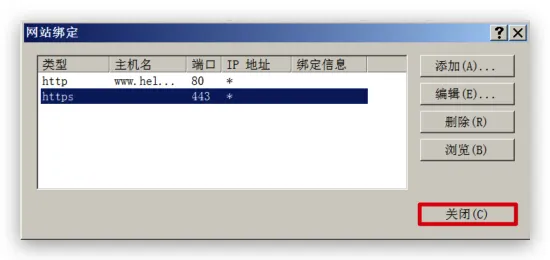 网站绑定
类型 主机名 端口 IP 地址 绑定信息
http www.hel... 80 *
https 443 *
添加(A)...
编辑(E)...
删除(R)
浏览(B)
关闭(C)